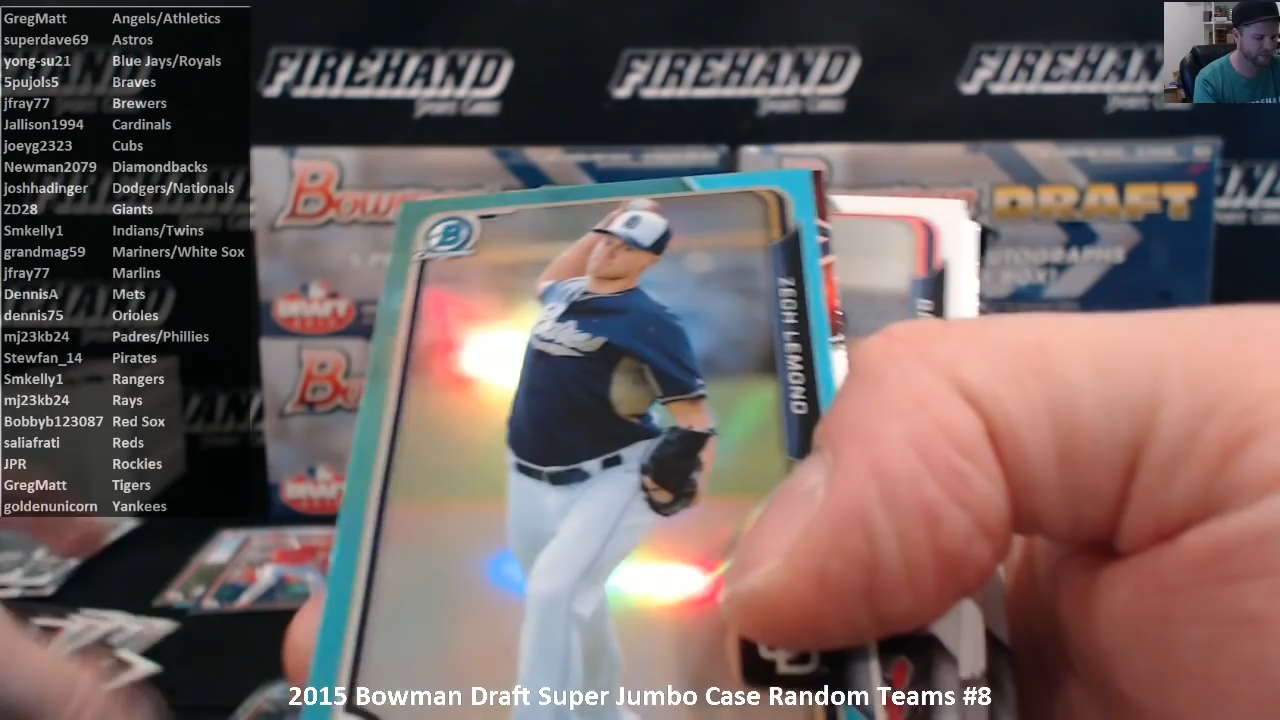 GregMatt Angels/Athletics
superdave69 Astros
yong-su21 Blue Jays/Royals
5pujols5 Braves
jfray77 Brewers
Jallison1994 Cardinals
joeyg2323 Cubs
Newman2079 Diamondbacks
joshhadinger Dodgers/Nationals
ZD28 Giants
Smkelly1 Indians/Twins
grandmag59 Mariners/White Sox
jfray77 Marlins
DennisA Mets
dennis75 Orioles
mj23kb24 Padres/Phillies
Stewfan_14 Pirates
Smkelly1 Rangers
mj23kb24 Rays
Bobbyb123087 Red Sox
saliafrati Reds
JPR Rockies
GregMatt Tigers
goldenunicorn Yankees
FIREHAND
FIREHAND
FIREHAND
DRAFT
AUTOGRAPHS
DRAFT
B
ZECH LEMOND
Padres
2015 Bowman Draft Super Jumbo Case Random Teams #8